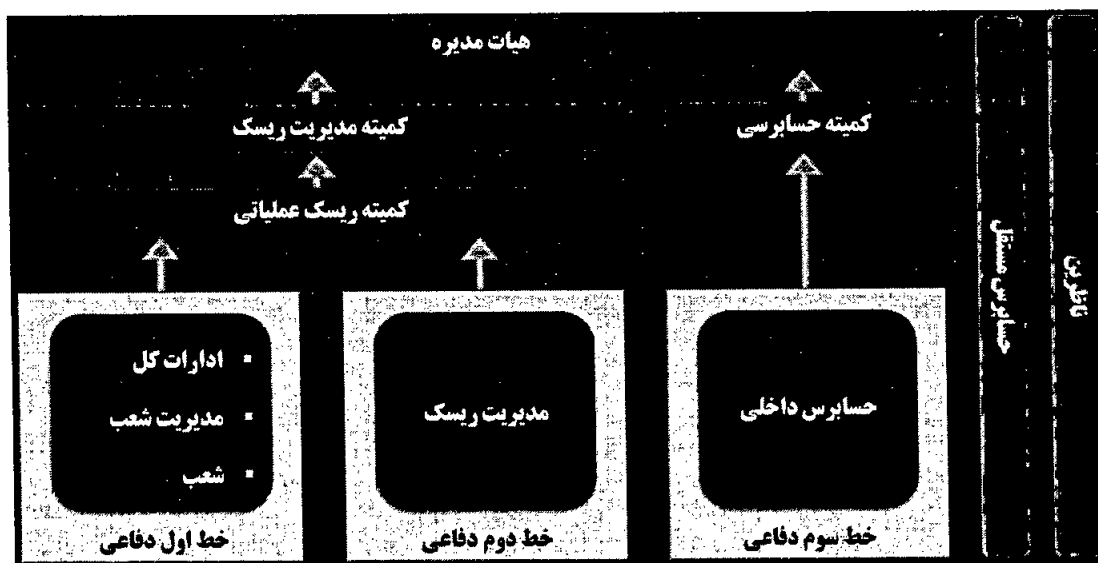 هیات مدیره
کمیته مدیریت ریسک
کمیته حسابرسی
کمیته ریسک عملیاتی
ادارات کل
مدیریت شعب
شعب
خط اول دفاعی
مدیریت ریسک
خط دوم دفاعی
حسابرس داخلی
خط سوم دفاعی
حسابرس مستقل
ناظرین